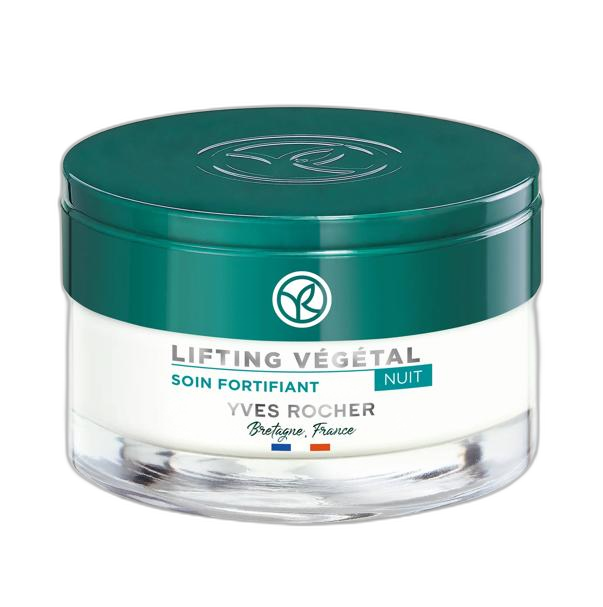 LIFTING VÉGÉTAL
SOIN FORTIFIANT NUIT
YVES ROCHER
Bretagne, France